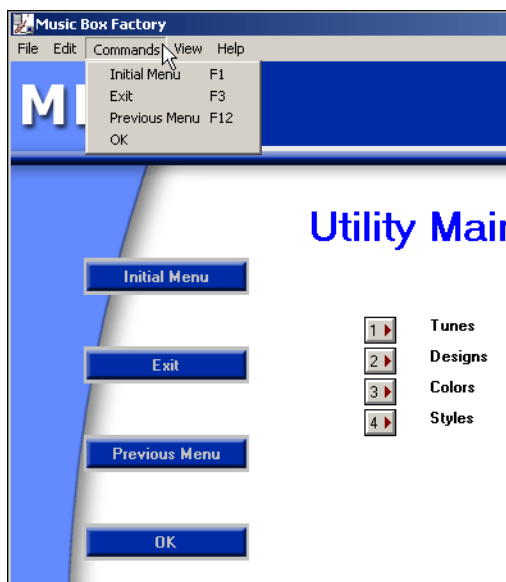 Music Box Factory
File Edit Commands View Help
Initial Menu F1
Exit F3
Previous Menu F12
OK
Utility
Initial Menu
1 Tunes
Exit
2 Designs
3 Colors
4 Styles
Previous Menu
OK